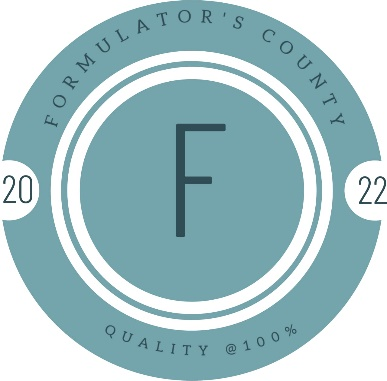 FORMULATOR'S COUNTY
20
F
22
QUALITY @100%